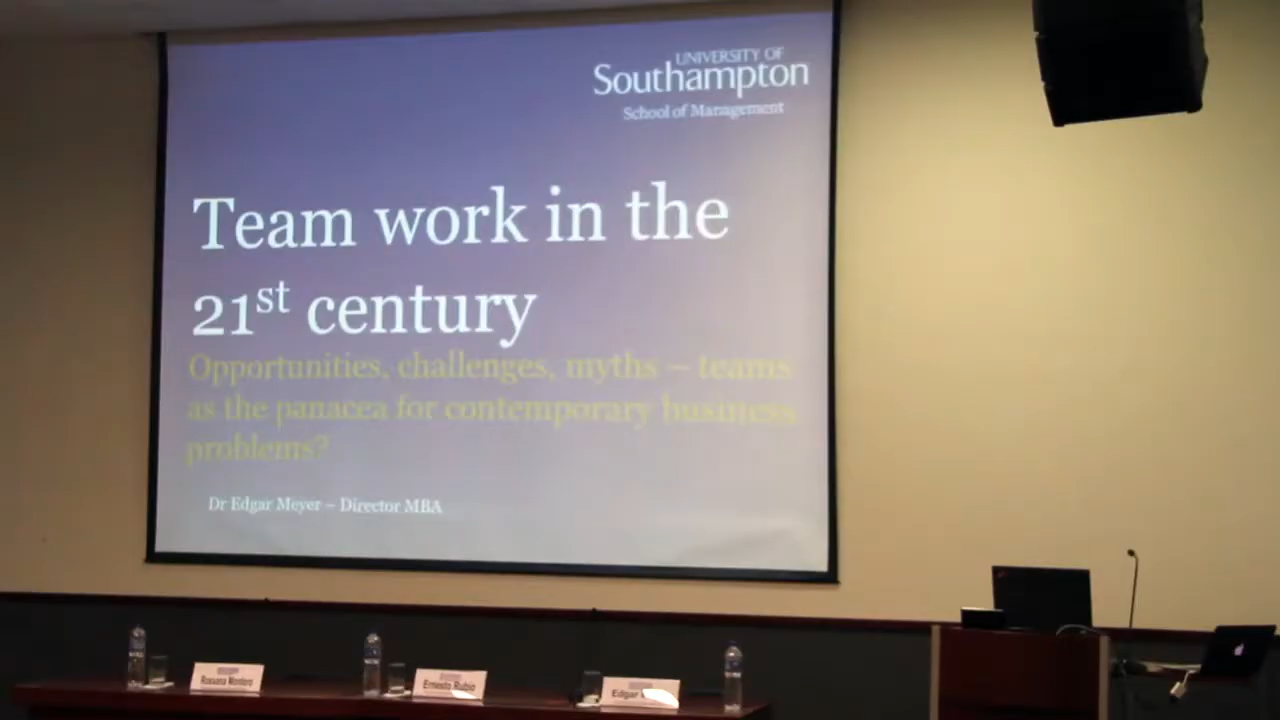 UNIVERSITY OF
Southampton
School of Management
Team work in the
21st century
Opportunities, challenges, myths – teams
as the panacea for contemporary business
problems?
Dr Edgar Meyer – Director MBA
Roxana Montero
Ernesto Rubio
Edgar